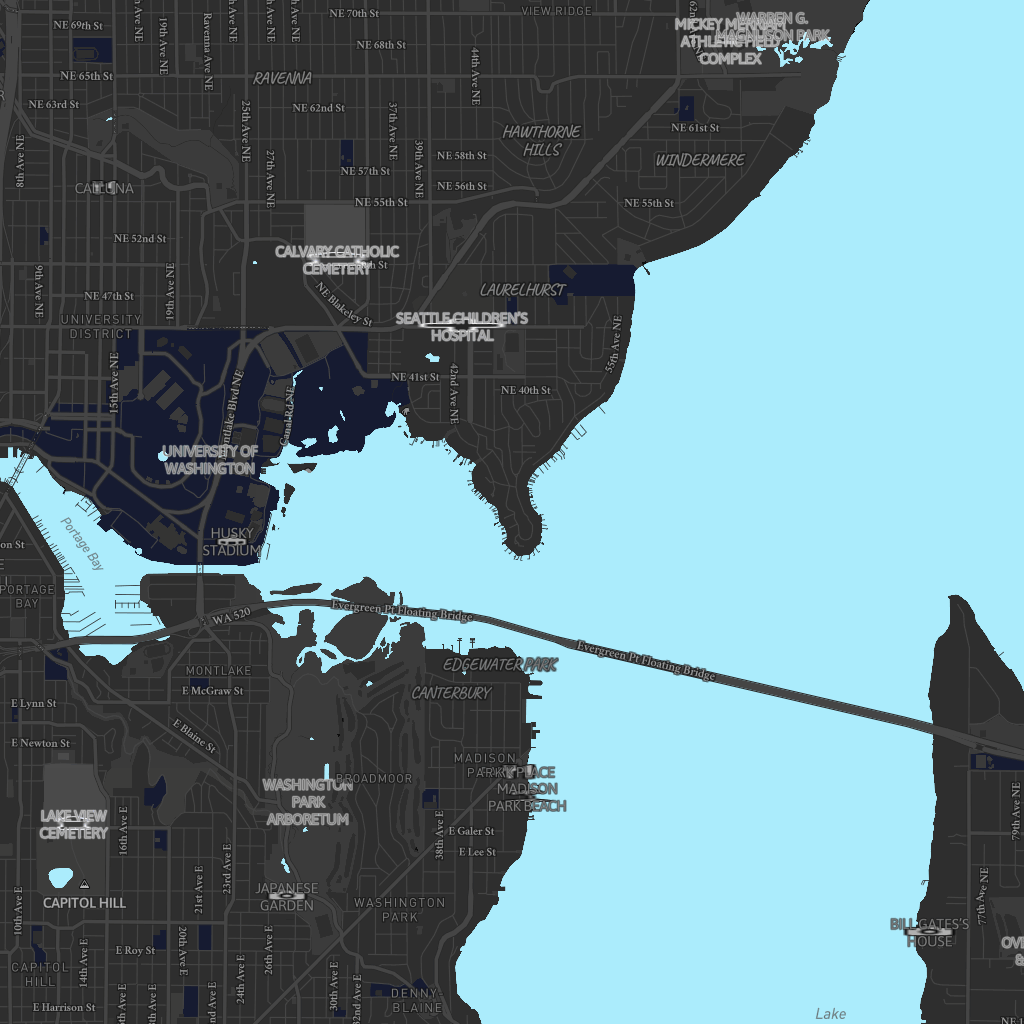 VIEW RIDGE
NE 70th St
NE 69th St
NE 68th St
NE 65th St
19th Ave NE
Ravenna Ave NE
44th Ave NE
MICKEY
ATHLETIC FIELD
COMPLEX
WARREN G.
MAGNUSON PARK
RAVENNA
NE 63rd St
NE 62nd St
NE 61st St
25th Ave NE
37th Ave NE
39th Ave NE
27th Ave NE
8th Ave NE
HAWTHORNE
HILLS
WINDERMERE
NE 58th St
NE 57th St
NE 56th St
NE 55th St
NE 55th St
NE 52nd St
CALVARY CATHOLIC
CEMETERY
9th Ave NE
19th Ave NE
NE 47th St
NE Blakeley St
LAURELHURST
SEATTLE CHILDREN'S
HOSPITAL
UNIVERSITY
DISTRICT
55th Ave NE
15th Ave NE
NE 41st St
42nd Ave NE
NE 40th St
Montlake Blvd NE
Canal Rd NE
UNIVERSITY OF
WASHINGTON
HUSKY
STADIUM
Portage Bay
PORTAGE
BAY
WA 520
Evergreen Pt Floating Bridge
Evergreen Pt Floating Bridge
MONTLAKE
EDGEWATER PARK
CANTERBURY
E McGraw St
E Lynn St
E Blaine St
E Newton St
MADISON
PARK
PLACE
MADISON
PARK BEACH
BROADMOOR
WASHINGTON
PARK
ARBORETUM
LAKE VIEW
CEMETERY
16th Ave E
38th Ave E
E Galer St
E Lee St
79th Ave NE
23rd Ave E
21st Ave E
JAPANESE
GARDEN
CAPITOL HILL
WASHINGTON
PARK
10th Ave E
77th Ave NE
BILL GATES'S
HOUSE
14th Ave E
E Roy St
20th Ave E
26th Ave E
24th Ave E
30th Ave E
CAPITOL
HILL
DENNY-
BLAINE
E Harrison St
Lake